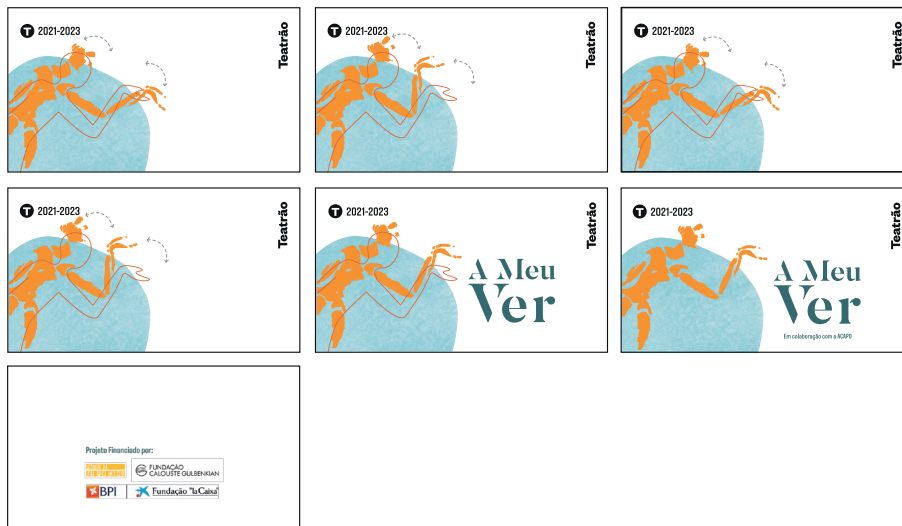 T 2021-2023
Teatrão
T 2021-2023
Teatrão
T 2021-2023
Teatrão
T 2021-2023
Teatrão
T 2021-2023
Teatrão
A Meu
Ver
T 2021-2023
Teatrão
A Meu
Ver
Em colaboração com a ACAPO
Projeto Financiado por:
FUNDAÇÃO
CALOUSTE GULBENKIAN
BPI
Fundação "la Caixa"